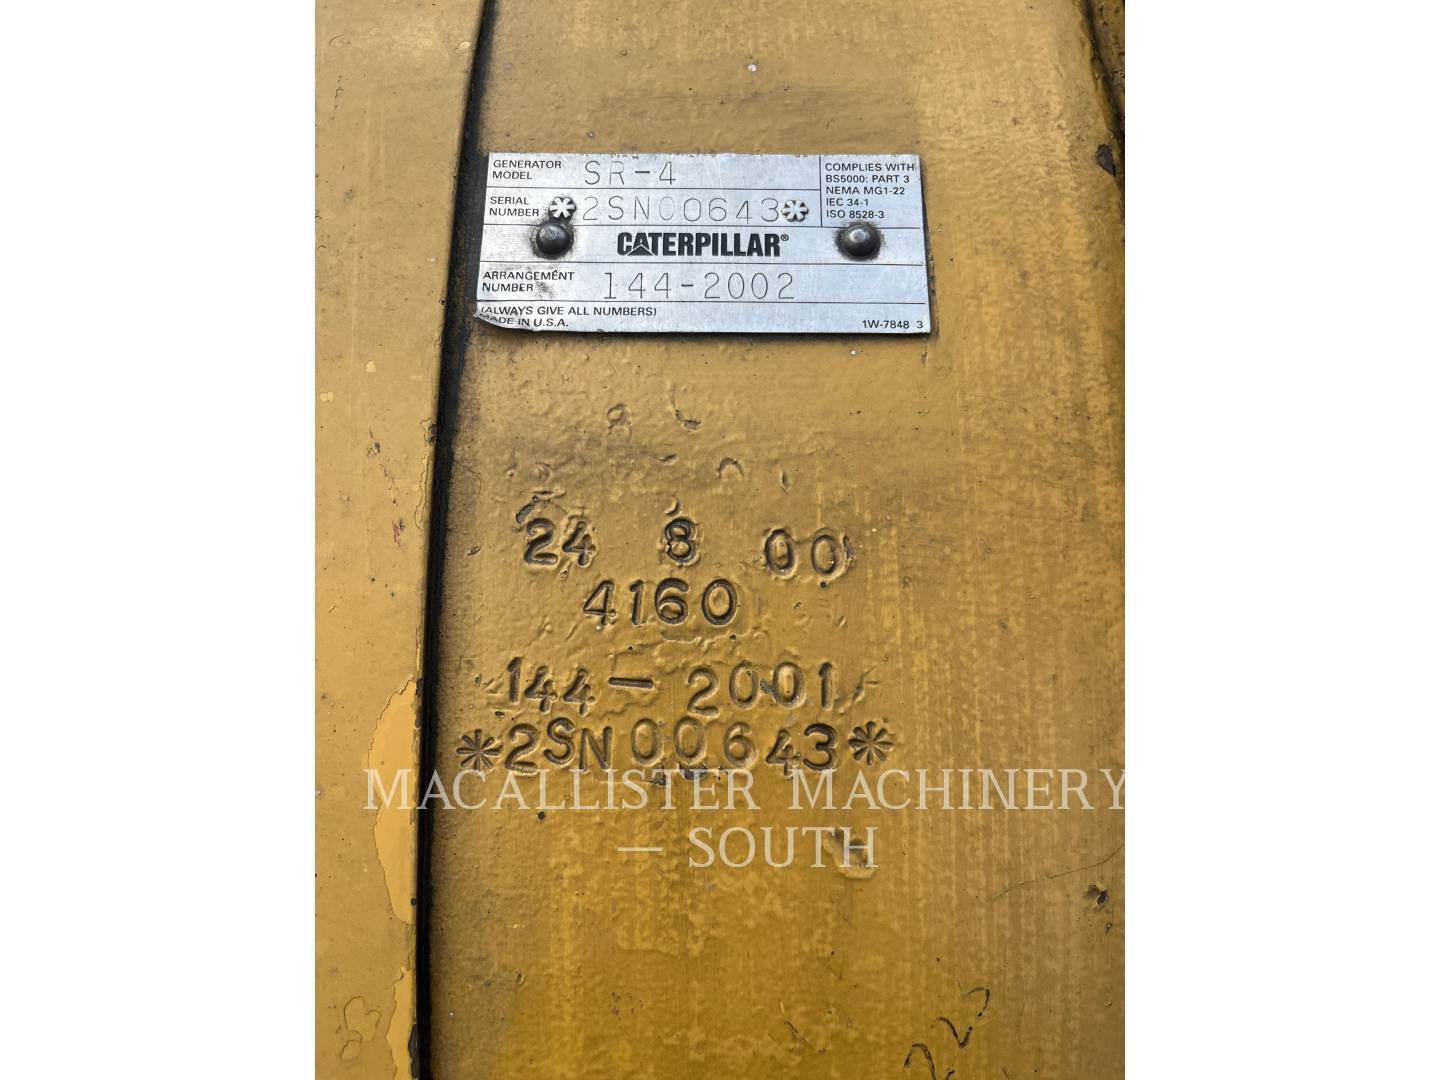 GENERATOR MODEL SR-4
SERIAL NUMBER *2SN00643*
COMPLIES WITH
BS5000: PART 3
NEMA MG1-22
IEC 34-1
ISO 8528-3
CATERPILLAR®
ARRANGEMENT NUMBER 144-2002
(ALWAYS GIVE ALL NUMBERS)
MADE IN U.S.A. 1W-7848 3
24 8 00
4160
144-2001
*2SN00643*
MACALLISTER MACHINERY
— SOUTH